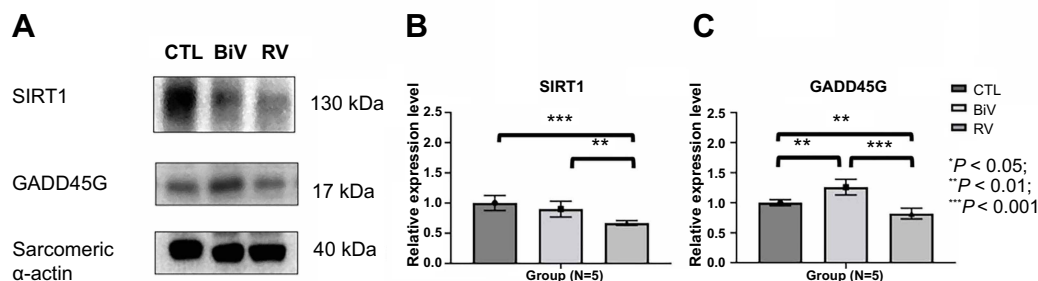 A
CTL BiV RV
SIRT1
130 kDa
GADD45G
17 kDa
Sarcomeric
α-actin
40 kDa
B
SIRT1
Relative expression level
2.5
2.0
1.5
1.0
0.5
0.0
***
**
Group (N=5)
C
GADD45G
Relative expression level
2.5
2.0
1.5
1.0
0.5
0.0
**
**
***
Group (N=5)
CTL
BiV
RV
*P < 0.05;
**P < 0.01;
***P < 0.001